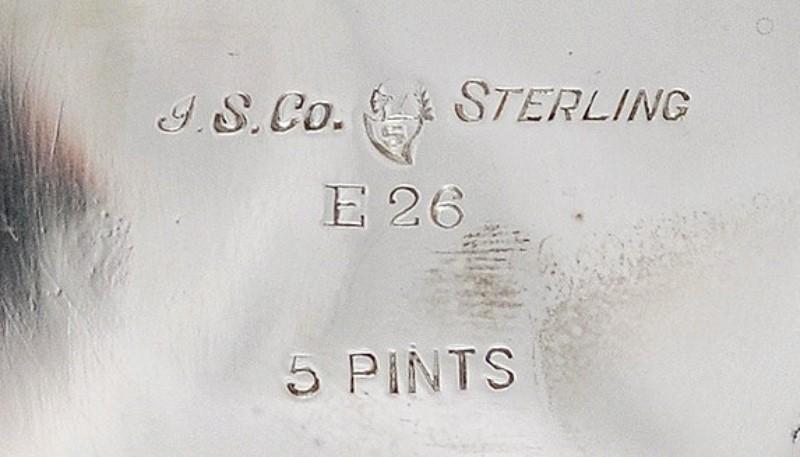 I. S. Co. S STERLING
E 26
5 PINTS